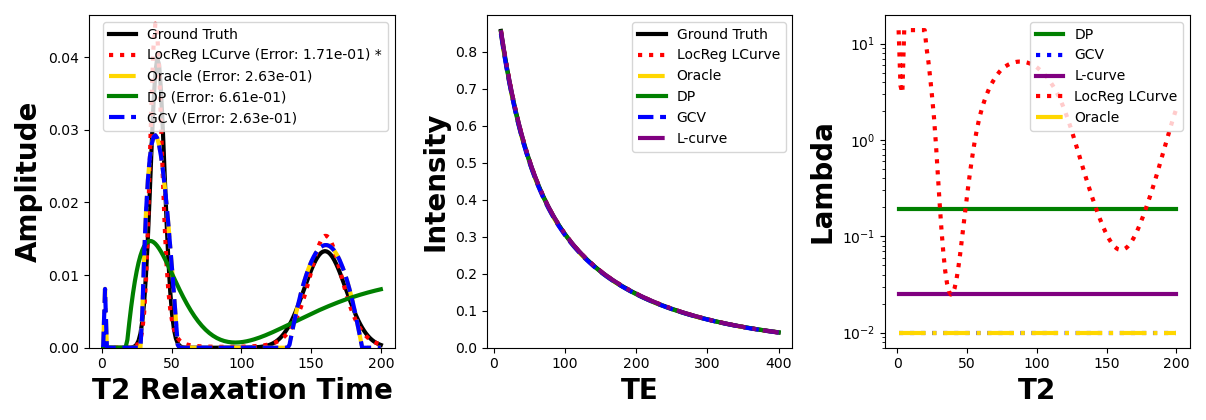 Ground Truth
LocReg LCurve (Error: 1.71e-01) *
Oracle (Error: 2.63e-01)
DP (Error: 6.61e-01)
GCV (Error: 2.63e-01)
0.04
0.03
0.02
0.01
0.00
0 50 100 150 200
Amplitude
T2 Relaxation Time
Ground Truth
LocReg LCurve
Oracle
DP
GCV
L-curve
0.8
0.7
0.6
0.5
0.4
0.3
0.2
0.1
0.0
0 100 200 300 400
Intensity
TE
DP
GCV
L-curve
LocReg LCurve
Oracle
10¹
10⁰
10⁻¹
10⁻²
0 50 100 150 200
Lambda
T2